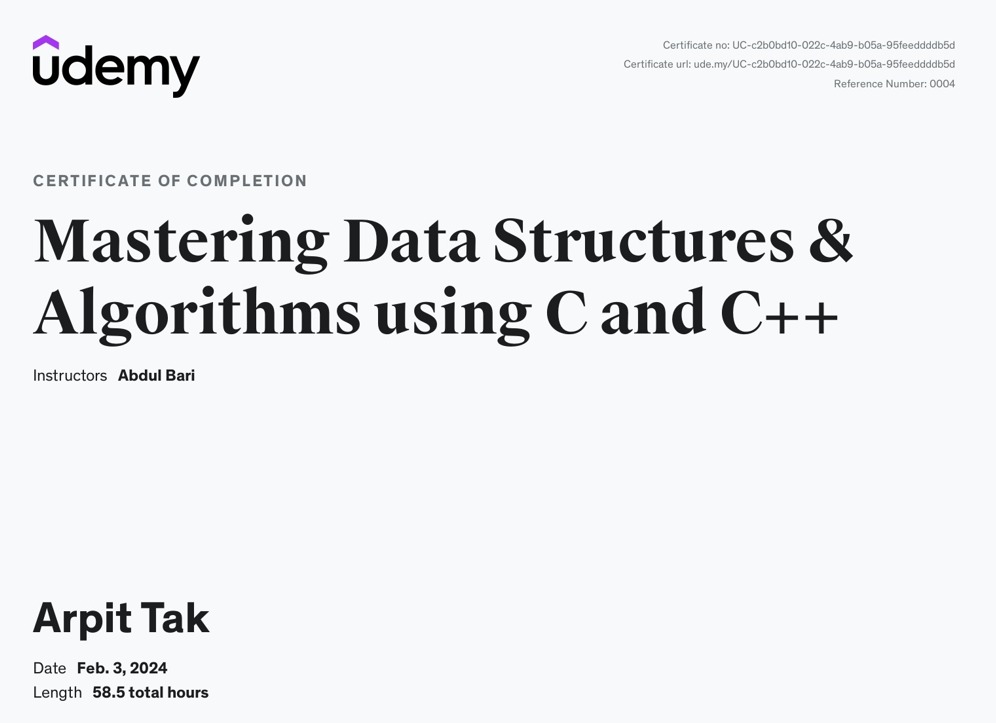 udemy
Certificate no: UC-c2b0bd10-022c-4ab9-b05a-95feeddddb5d
Certificate url: ude.my/UC-c2b0bd10-022c-4ab9-b05a-95feeddddb5d
Reference Number: 0004
CERTIFICATE OF COMPLETION
Mastering Data Structures &
Algorithms using C and C++
Instructors Abdul Bari
Arpit Tak
Date Feb. 3, 2024
Length 58.5 total hours